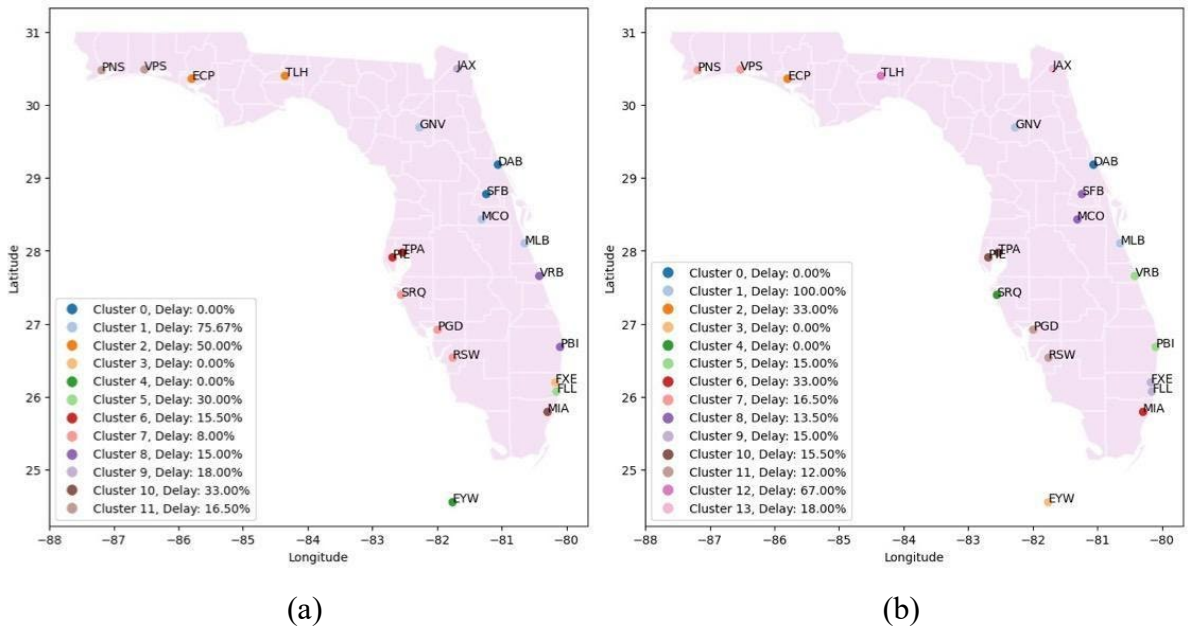 31
30
29
28
27
26
25
Latitude
PNS
VPS
ECP
TLH
JAX
GNV
DAB
SFB
MCO
MLB
TPA
PIE
VRB
SRQ
PGD
RSW
PBI
FXE
FLL
MIA
EYW
Cluster 0, Delay: 0.00%
Cluster 1, Delay: 75.67%
Cluster 2, Delay: 50.00%
Cluster 3, Delay: 0.00%
Cluster 4, Delay: 0.00%
Cluster 5, Delay: 30.00%
Cluster 6, Delay: 15.50%
Cluster 7, Delay: 8.00%
Cluster 8, Delay: 15.00%
Cluster 9, Delay: 18.00%
Cluster 10, Delay: 33.00%
Cluster 11, Delay: 16.50%
−88 −87 −86 −85 −84 −83 −82 −81 −80
Longitude
(a)
31
30
29
28
27
26
25
Latitude
PNS
VPS
ECP
TLH
JAX
GNV
DAB
SFB
MCO
MLB
TPA
PIE
VRB
SRQ
PGD
RSW
PBI
FXE
FLL
MIA
EYW
Cluster 0, Delay: 0.00%
Cluster 1, Delay: 100.00%
Cluster 2, Delay: 33.00%
Cluster 3, Delay: 0.00%
Cluster 4, Delay: 0.00%
Cluster 5, Delay: 15.00%
Cluster 6, Delay: 33.00%
Cluster 7, Delay: 16.50%
Cluster 8, Delay: 13.50%
Cluster 9, Delay: 15.00%
Cluster 10, Delay: 15.50%
Cluster 11, Delay: 12.00%
Cluster 12, Delay: 67.00%
Cluster 13, Delay: 18.00%
−88 −87 −86 −85 −84 −83 −82 −81 −80
Longitude
(b)